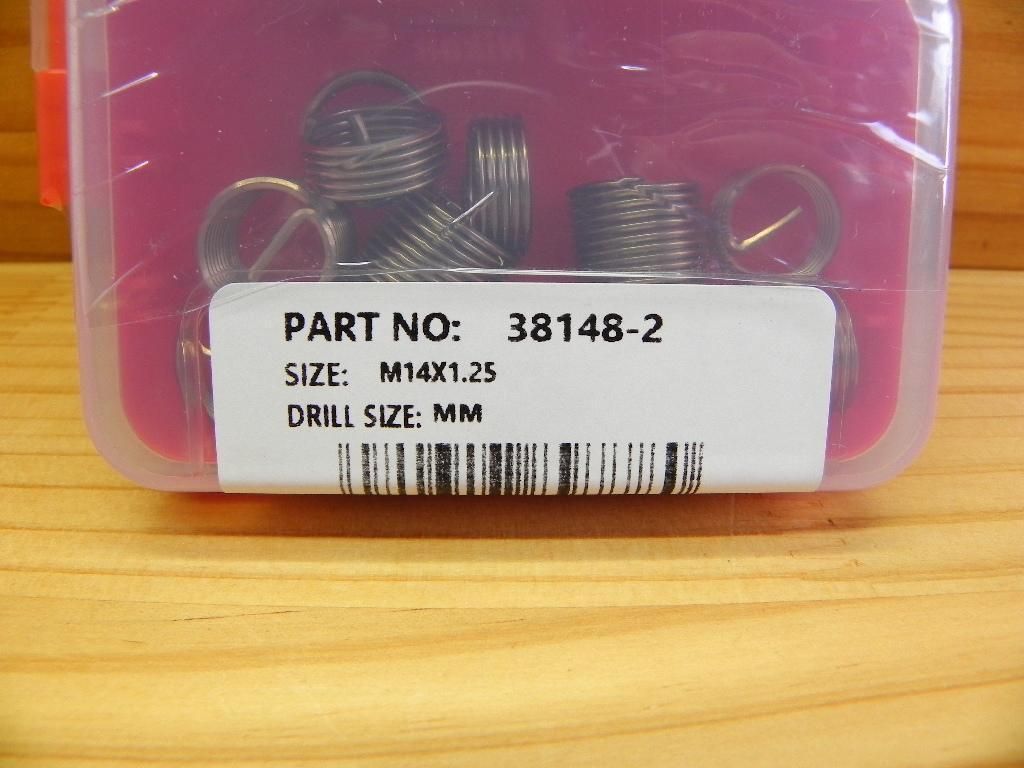 PART NO: 38148-2
SIZE: M14X1.25
DRILL SIZE: MM